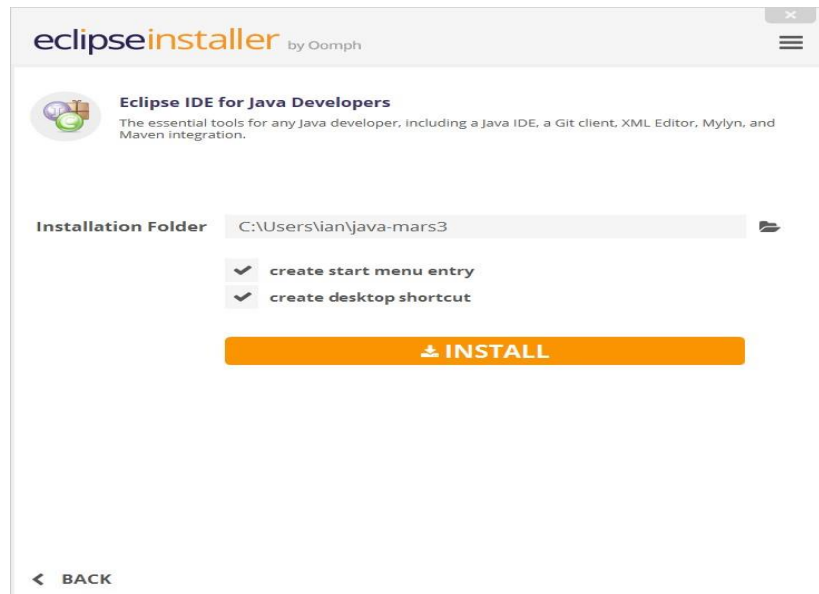 eclipseinstaller by Oomph
Eclipse IDE for Java Developers
The essential tools for any Java developer, including a Java IDE, a Git client, XML Editor, Mylyn, and
Maven integration.
Installation Folder C:\Users\ian\java-mars3
create start menu entry
create desktop shortcut
INSTALL
BACK